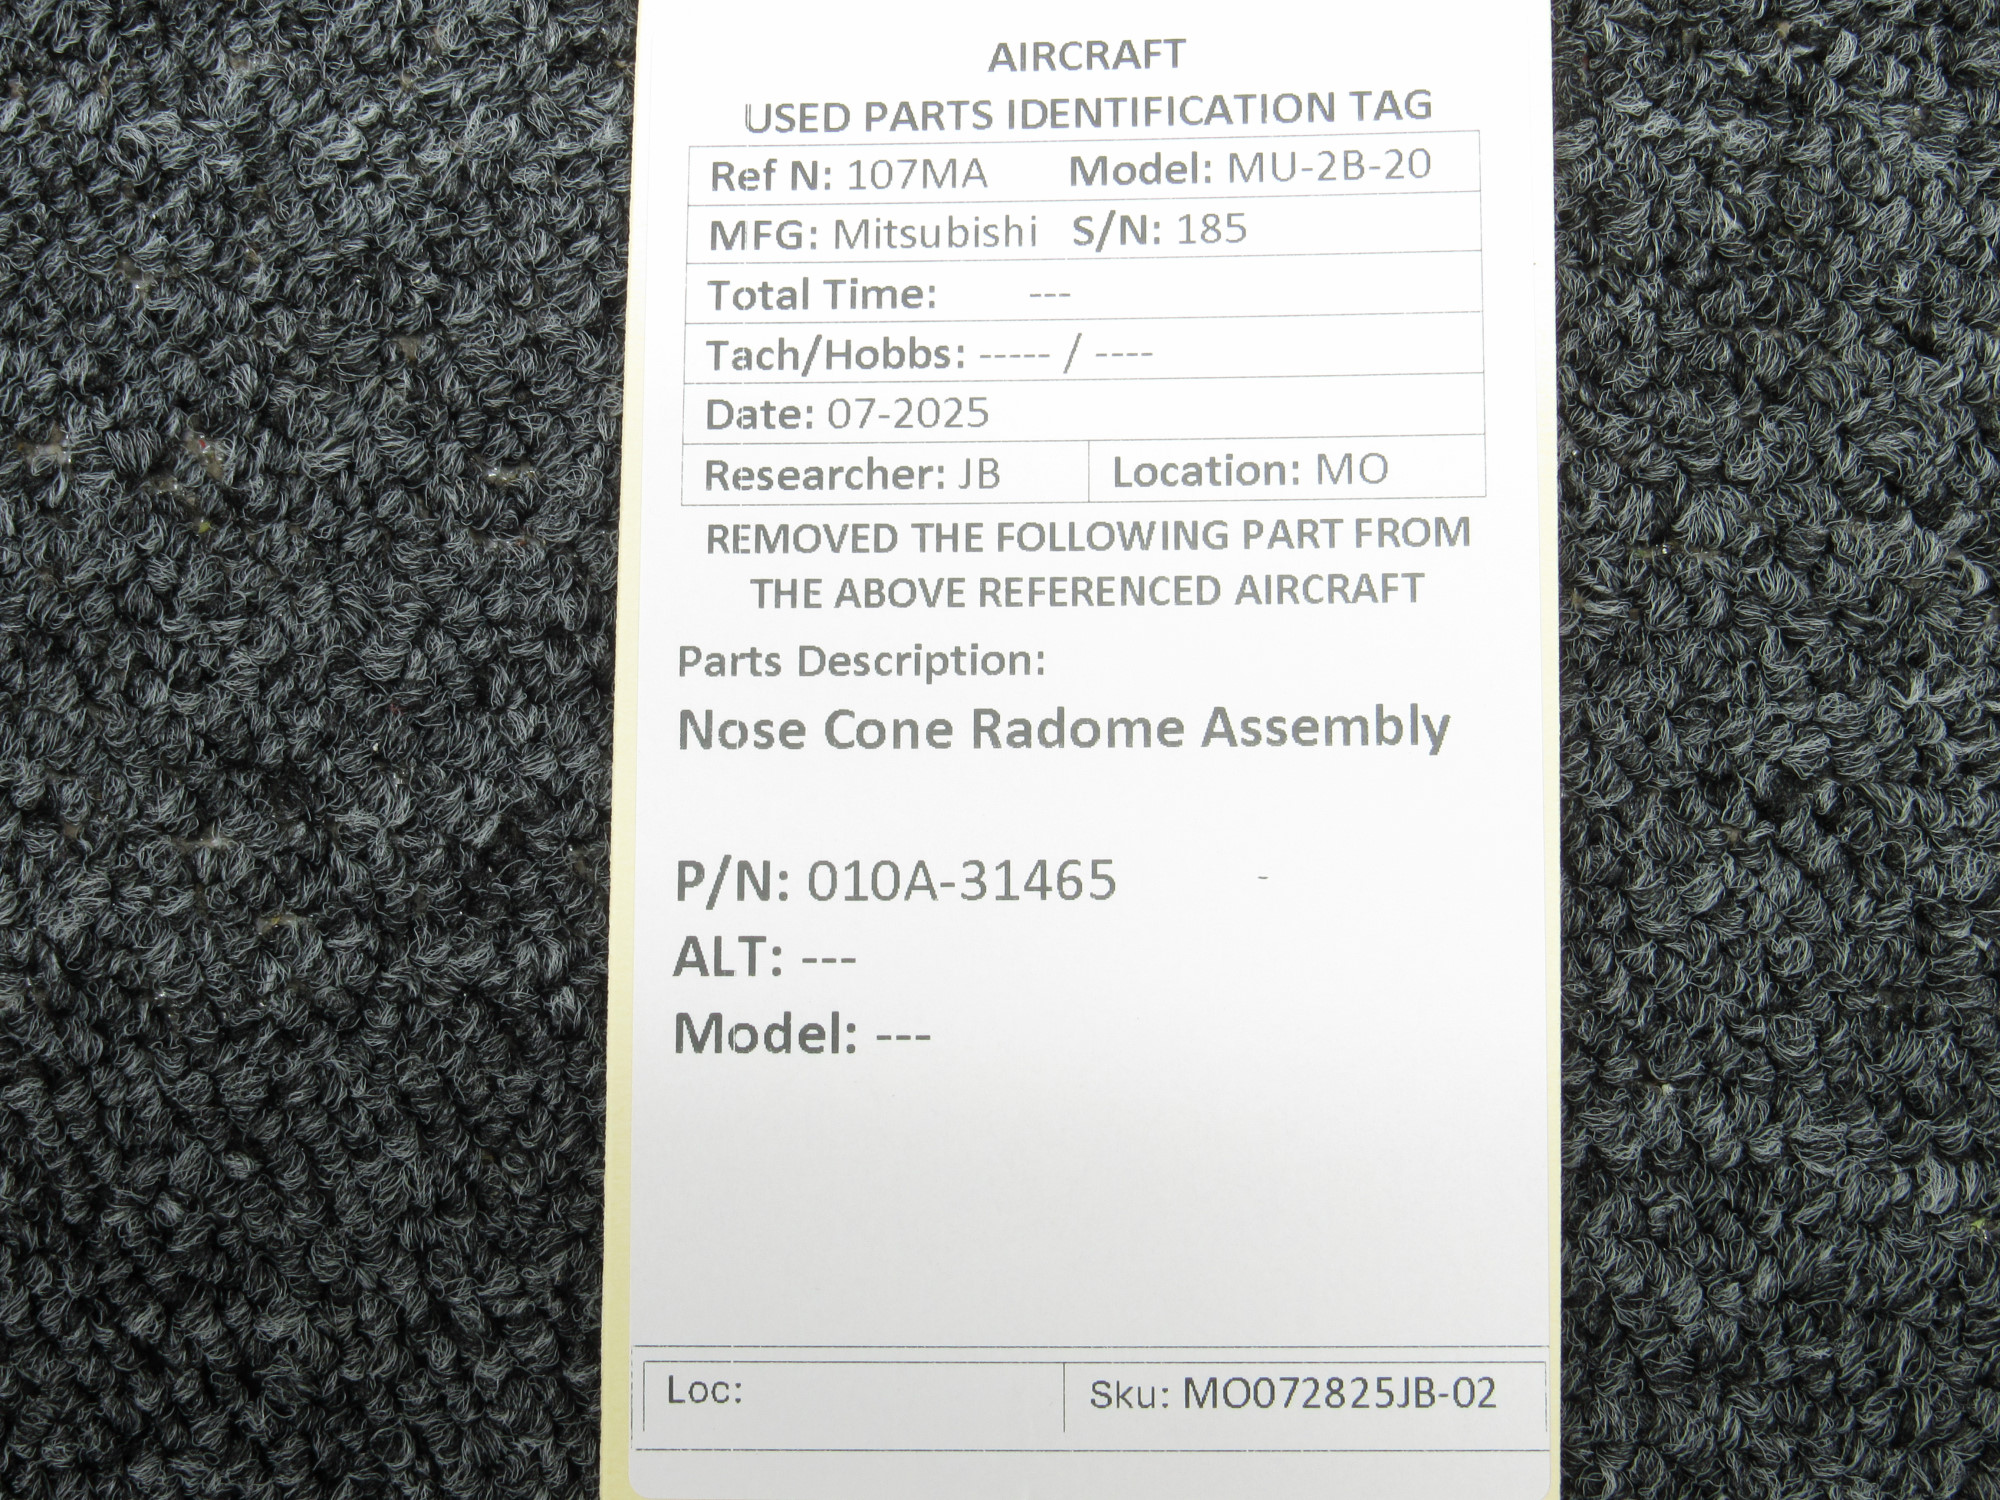 AIRCRAFT
USED PARTS IDENTIFICATION TAG
Ref N: 107MA Model: MU-2B-20
MFG: Mitsubishi S/N: 185
Total Time: ---
Tach/Hobbs: ----- / ----
Date: 07-2025
Researcher: JB Location: MO
REMOVED THE FOLLOWING PART FROM
THE ABOVE REFERENCED AIRCRAFT
Parts Description:
Nose Cone Radome Assembly
P/N: 010A-31465 -
ALT: ---
Model: ---
Loc: Sku: MO072825JB-02